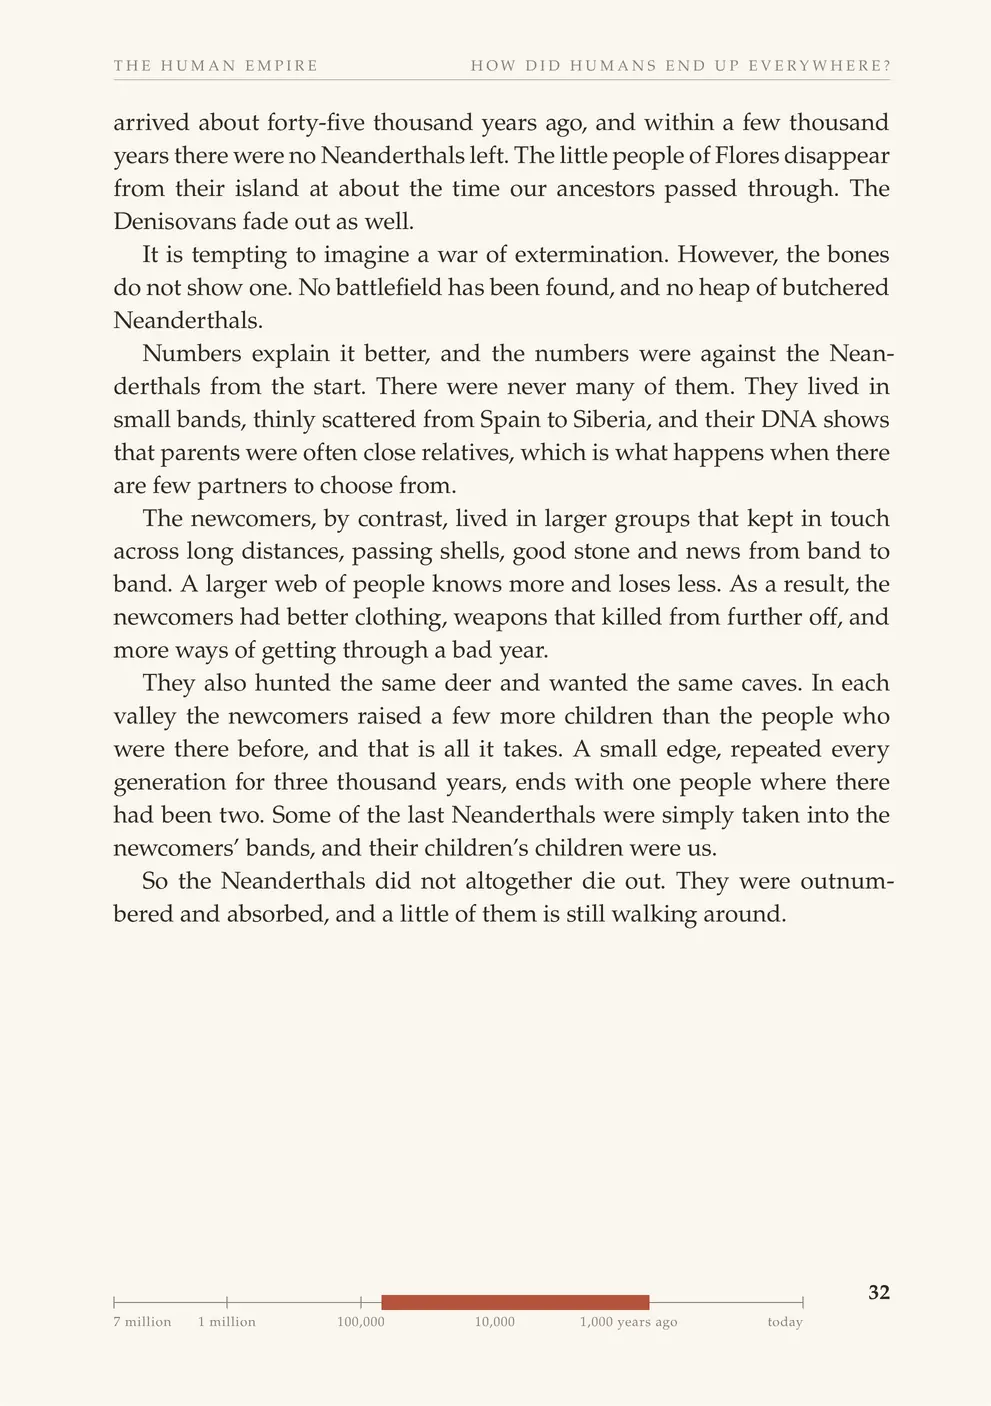 THE HUMAN EMPIRE HOW DID HUMANS END UP EVERYWHERE?
arrived about forty-five thousand years ago, and within a few thousand
years there were no Neanderthals left. The little people of Flores disappear
from their island at about the time our ancestors passed through. The
Denisovans fade out as well.
It is tempting to imagine a war of extermination. However, the bones
do not show one. No battlefield has been found, and no heap of butchered
Neanderthals.
Numbers explain it better, and the numbers were against the Nean-
derthals from the start. There were never many of them. They lived in
small bands, thinly scattered from Spain to Siberia, and their DNA shows
that parents were often close relatives, which is what happens when there
are few partners to choose from.
The newcomers, by contrast, lived in larger groups that kept in touch
across long distances, passing shells, good stone and news from band to
band. A larger web of people knows more and loses less. As a result, the
newcomers had better clothing, weapons that killed from further off, and
more ways of getting through a bad year.
They also hunted the same deer and wanted the same caves. In each
valley the newcomers raised a few more children than the people who
were there before, and that is all it takes. A small edge, repeated every
generation for three thousand years, ends with one people where there
had been two. Some of the last Neanderthals were simply taken into the
newcomers’ bands, and their children’s children were us.
So the Neanderthals did not altogether die out. They were outnum-
bered and absorbed, and a little of them is still walking around.
32
7 million 1 million 100,000 10,000 1,000 years ago today